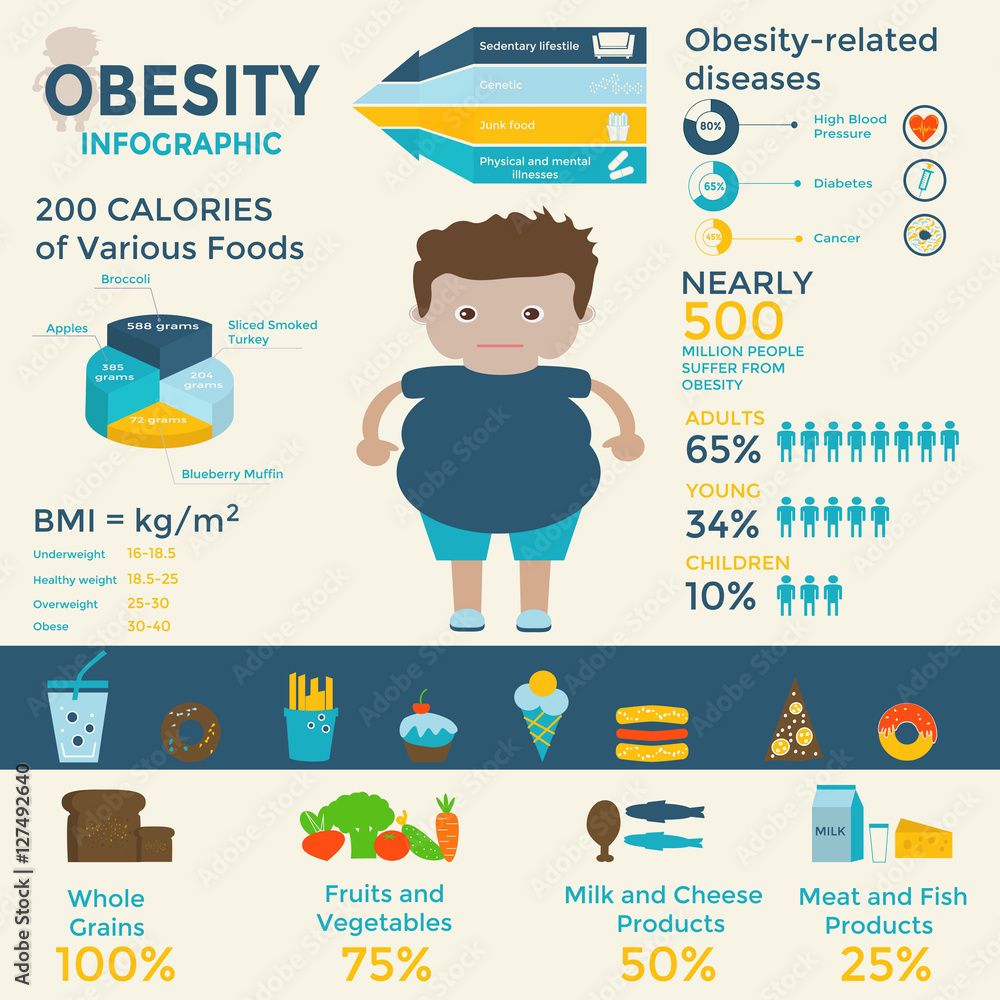 OBESITY
INFOGRAPHIC
Sedentary lifestile
Genetic
Junk food
Physical and mental
illnesses
Obesity-related
diseases
80%
High Blood
Pressure
65%
Diabetes
45%
Cancer
200 CALORIES
of Various Foods
Broccoli
588 grams
Apples
385
grams
Sliced Smoked
Turkey
204
grams
72 grams
Blueberry Muffin
NEARLY
500
MILLION PEOPLE
SUFFER FROM
OBESITY
ADULTS
65%
YOUNG
34%
CHILDREN
10%
BMI = kg/m²
Underweight 16-18.5
Healthy weight 18.5-25
Overweight 25-30
Obese 30-40
MILK
Whole
Grains
100%
Fruits and
Vegetables
75%
Milk and Cheese
Products
50%
Meat and Fish
Products
25%
Adobe Stock | #127492640